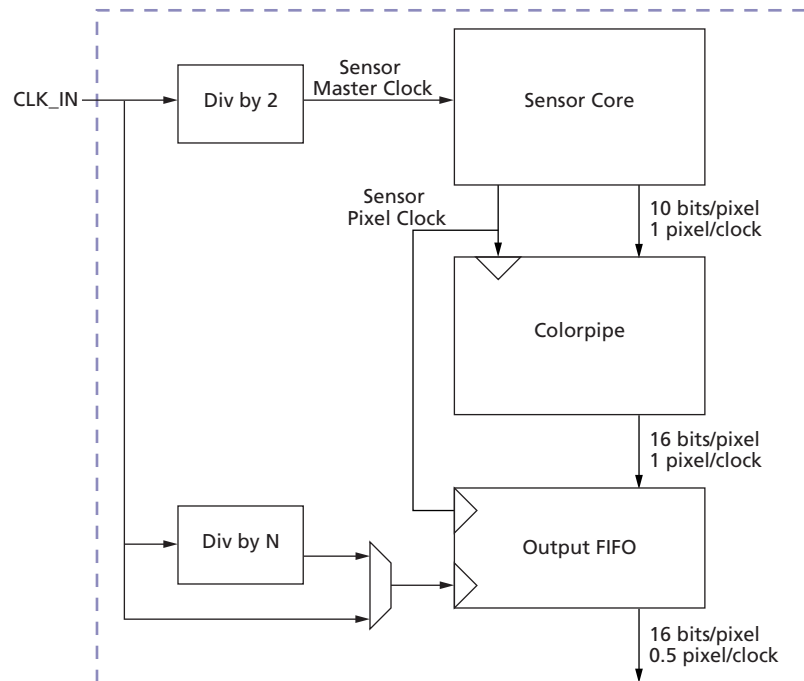 CLK_IN
Div by 2
Sensor
Master Clock
Sensor Core
Sensor
Pixel Clock
10 bits/pixel
1 pixel/clock
Colorpipe
16 bits/pixel
1 pixel/clock
Div by N
Output FIFO
16 bits/pixel
0.5 pixel/clock